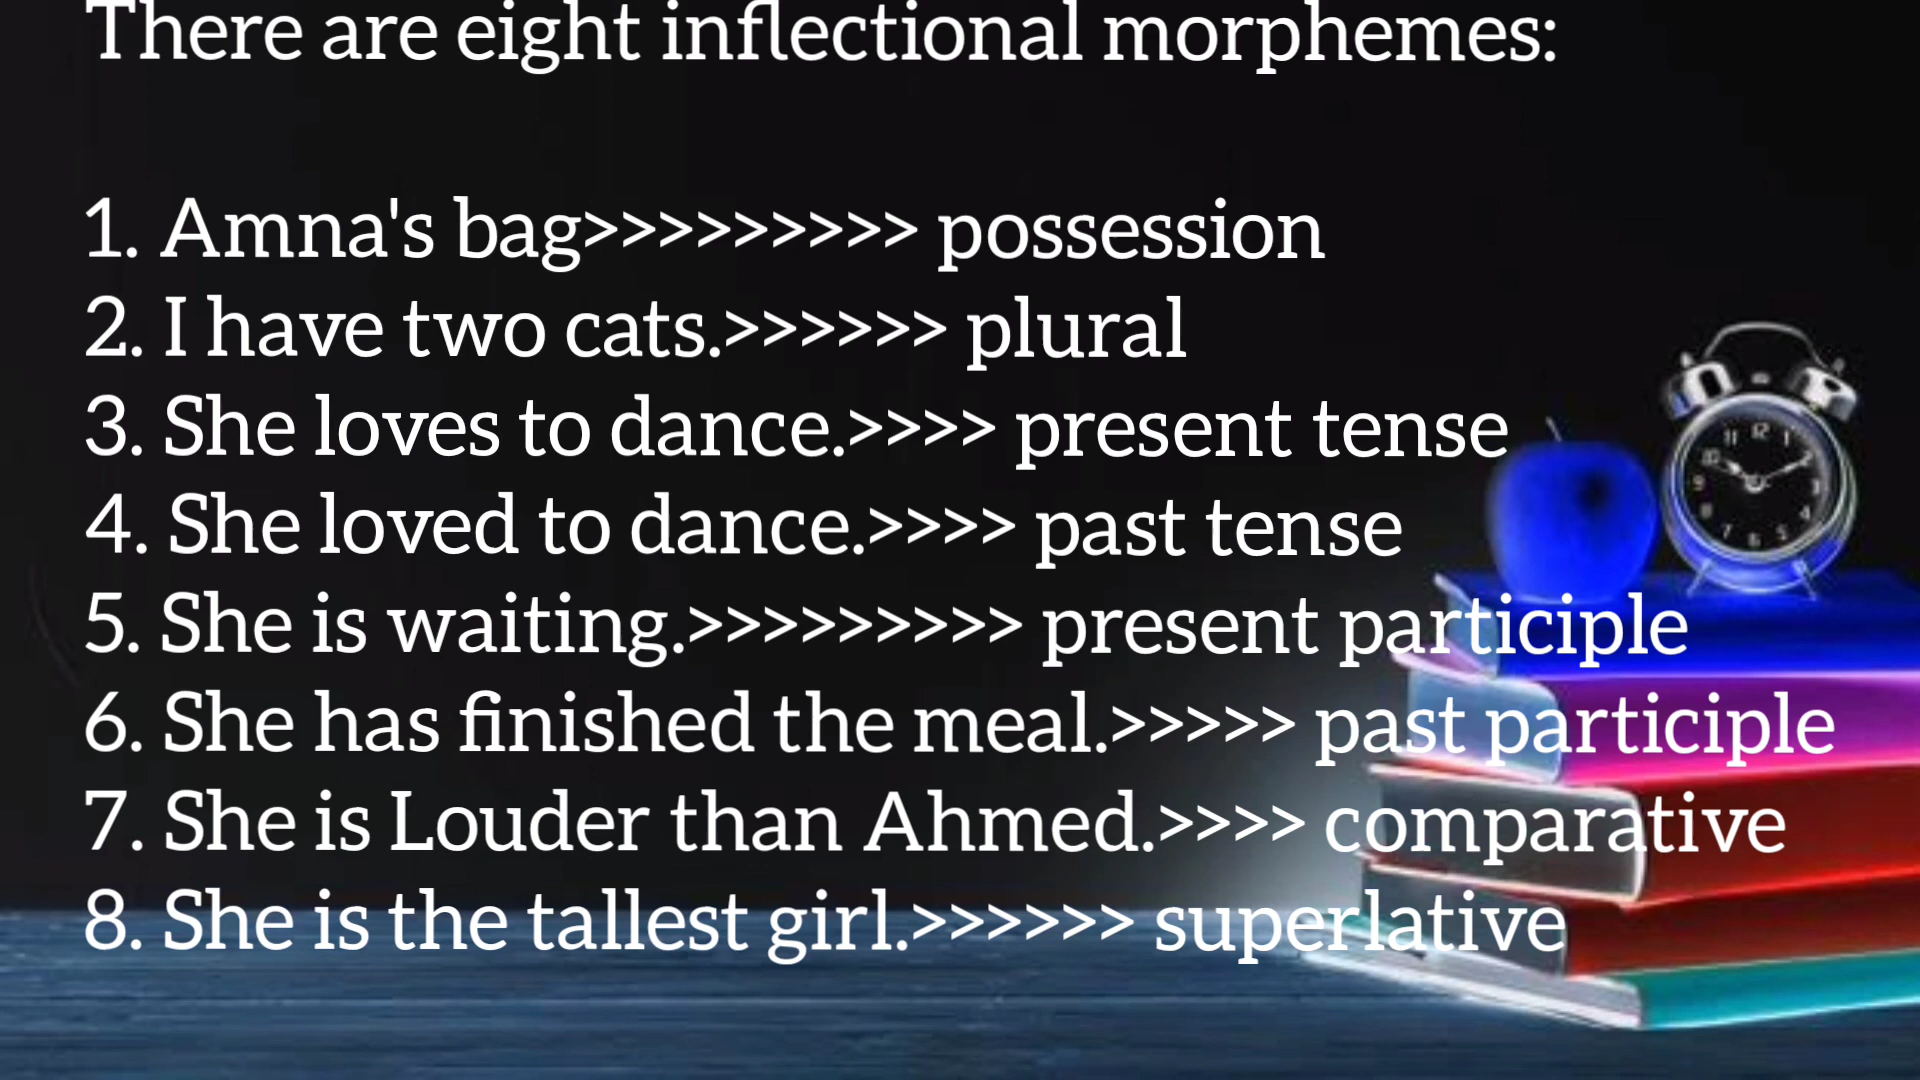 There are eight inflectional morphemes:
1. Amna's bag>>>>>>>>> possession
2. I have two cats.>>>>>> plural
3. She loves to dance.>>>> present tense
4. She loved to dance.>>>> past tense
5. She is waiting.>>>>>>>>> present participle
6. She has finished the meal.>>>>> past participle
7. She is Louder than Ahmed.>>>> comparative
8. She is the tallest girl.>>>>>> superlative